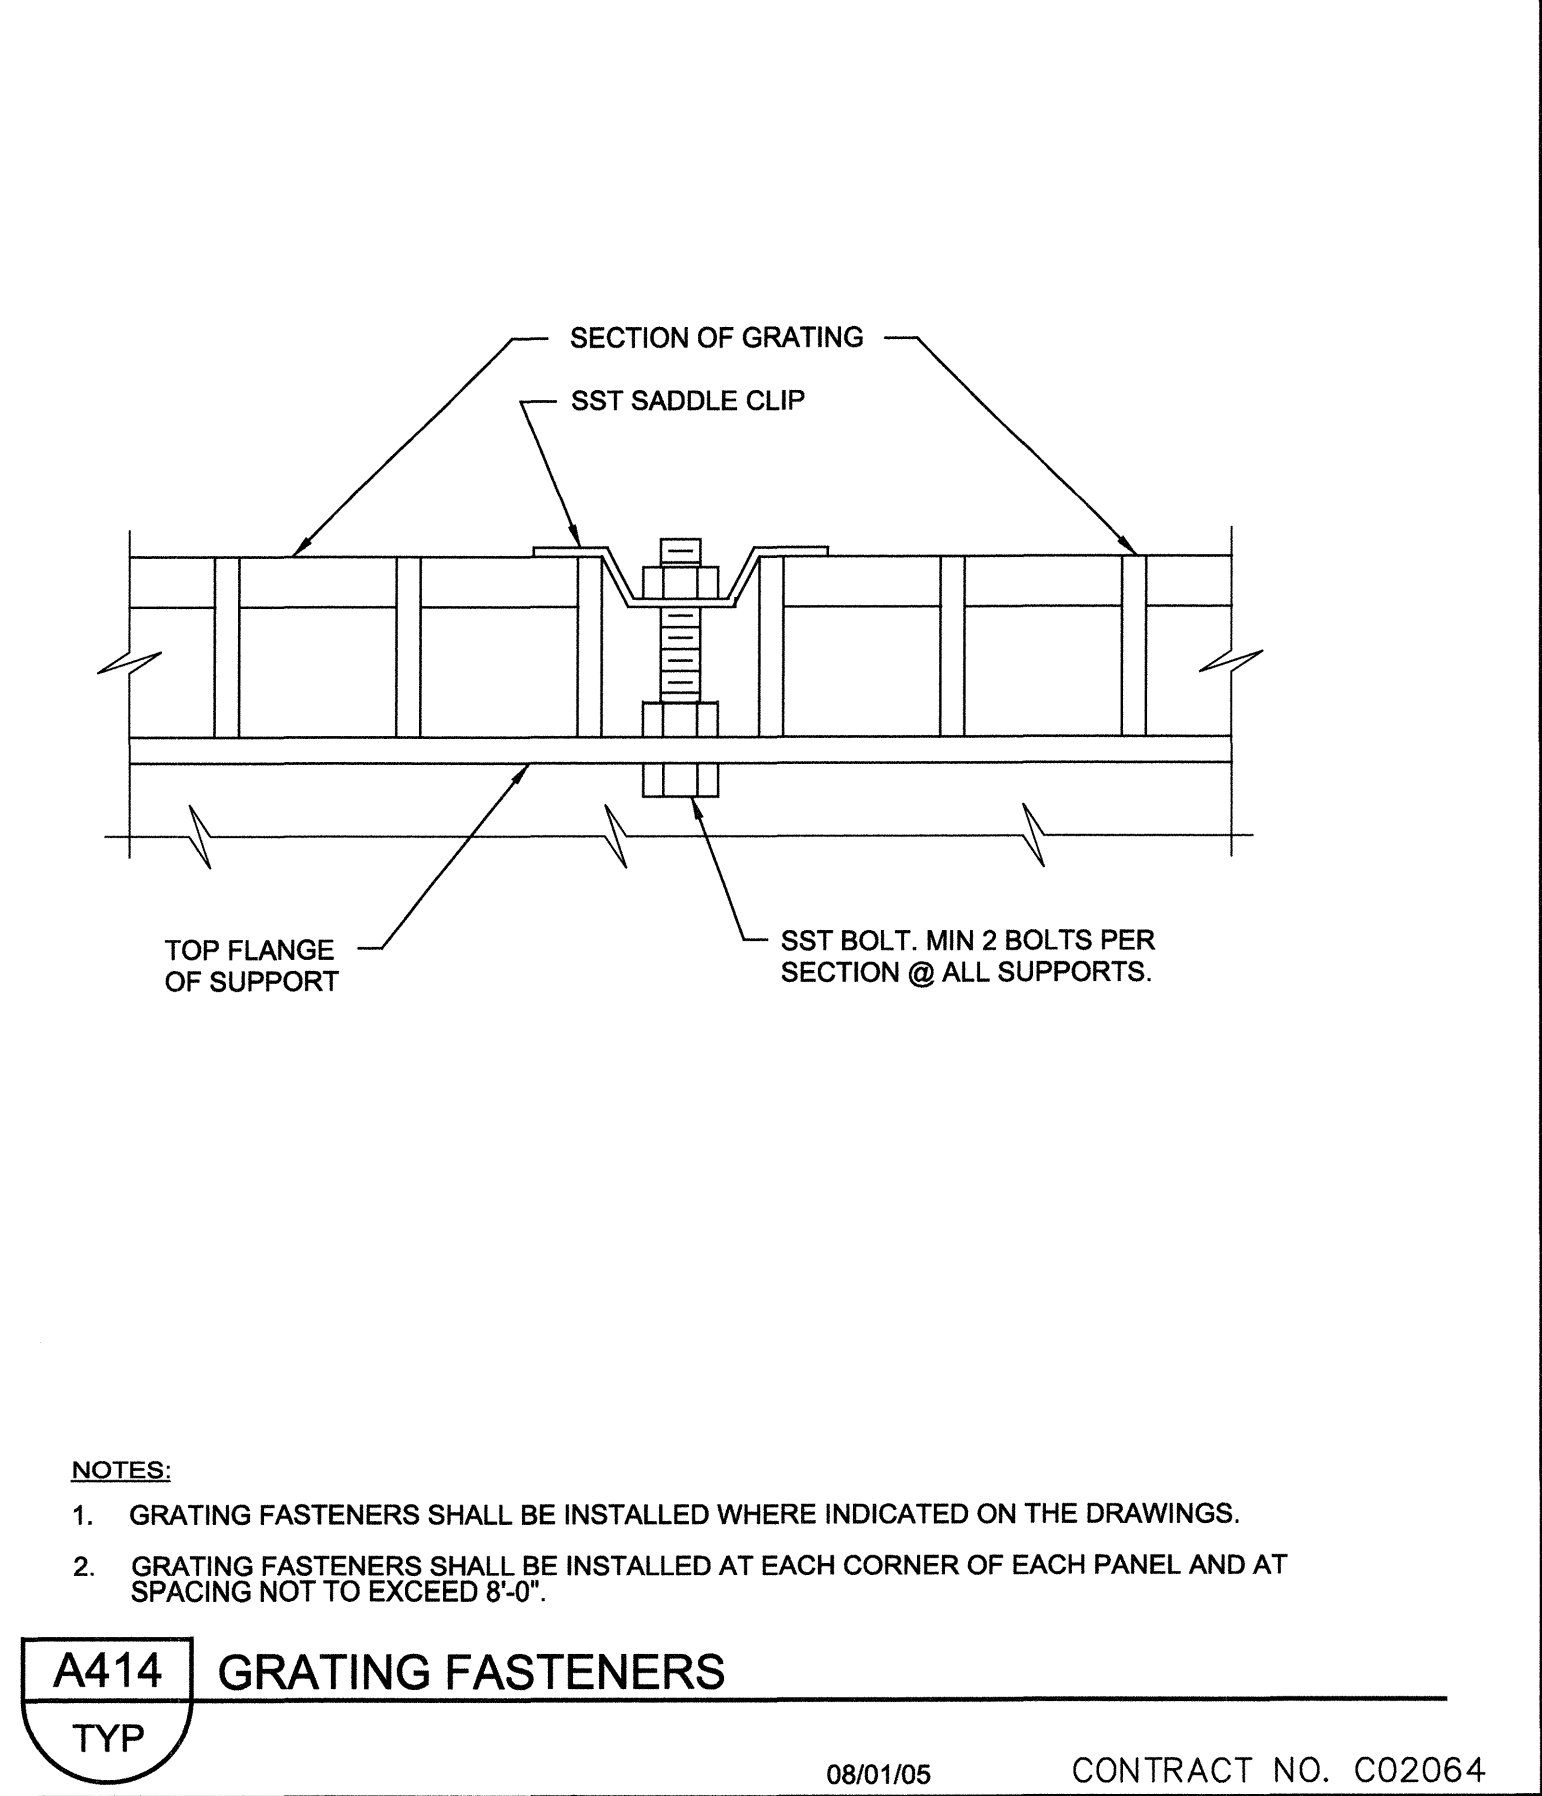 SECTION OF GRATING
SST SADDLE CLIP
TOP FLANGE
OF SUPPORT
SST BOLT. MIN 2 BOLTS PER
SECTION @ ALL SUPPORTS.
NOTES:
1. GRATING FASTENERS SHALL BE INSTALLED WHERE INDICATED ON THE DRAWINGS.
2. GRATING FASTENERS SHALL BE INSTALLED AT EACH CORNER OF EACH PANEL AND AT
SPACING NOT TO EXCEED 8'-0".
A414
GRATING FASTENERS
TYP
08/01/05
CONTRACT NO. C02064